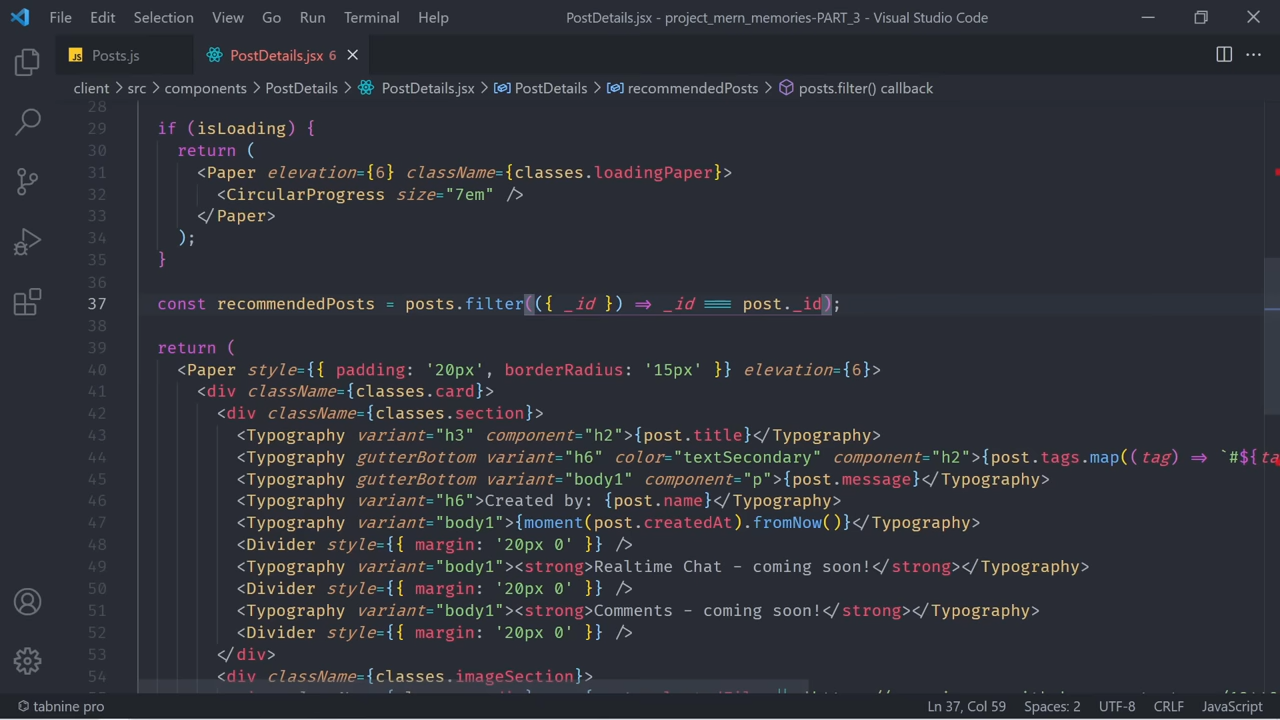 File Edit Selection View Go Run Terminal Help PostDetails.jsx - project_mern_memories-PART_3 - Visual Studio Code
JS Posts.js PostDetails.jsx 6
client > src > components > PostDetails > PostDetails.jsx > PostDetails > recommendedPosts > posts.filter() callback
28
29 if (isLoading) {
30 return (
31 <Paper elevation={6} className={classes.loadingPaper}>
32 <CircularProgress size="7em" />
33 </Paper>
34 );
35 }
36
37 const recommendedPosts = posts.filter(({ _id }) => _id === post._id);
38
39 return (
40 <Paper style={{ padding: '20px', borderRadius: '15px' }} elevation={6}>
41 <div className={classes.card}>
42 <div className={classes.section}>
43 <Typography variant="h3" component="h2">{post.title}</Typography>
44 <Typography gutterBottom variant="h6" color="textSecondary" component="h2">{post.tags.map((tag) => `#${ta
45 <Typography gutterBottom variant="body1" component="p">{post.message}</Typography>
46 <Typography variant="h6">Created by: {post.name}</Typography>
47 <Typography variant="body1">{moment(post.createdAt).fromNow()}</Typography>
48 <Divider style={{ margin: '20px 0' }} />
49 <Typography variant="body1"><strong>Realtime Chat - coming soon!</strong></Typography>
50 <Divider style={{ margin: '20px 0' }} />
51 <Typography variant="body1"><strong>Comments - coming soon!</strong></Typography>
52 <Divider style={{ margin: '20px 0' }} />
53 </div>
54 <div className={classes.imageSection}>
tabnine pro Ln 37, Col 59 Spaces: 2 UTF-8 CRLF JavaScript